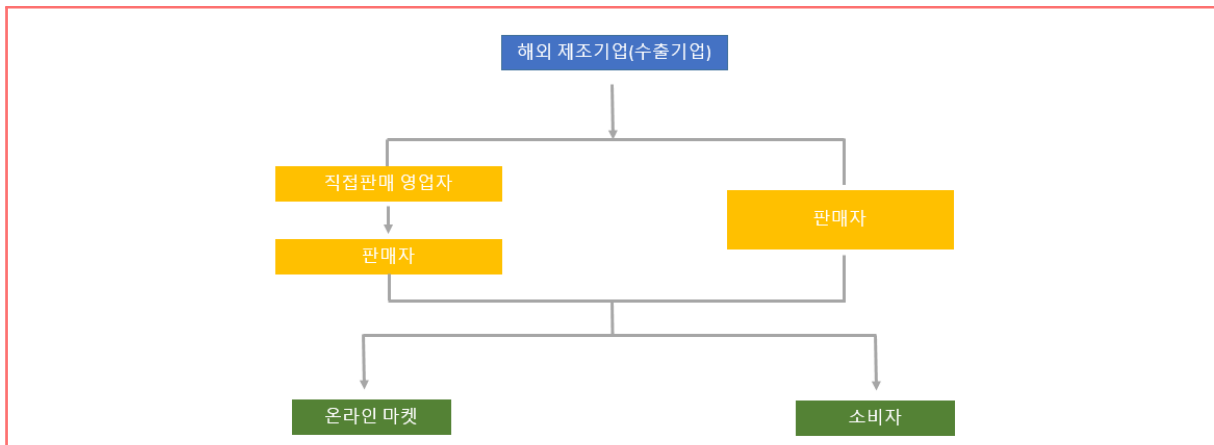 해외 제조기업(수출기업)
직접판매 영업자
판매자
판매자
온라인 마켓
소비자